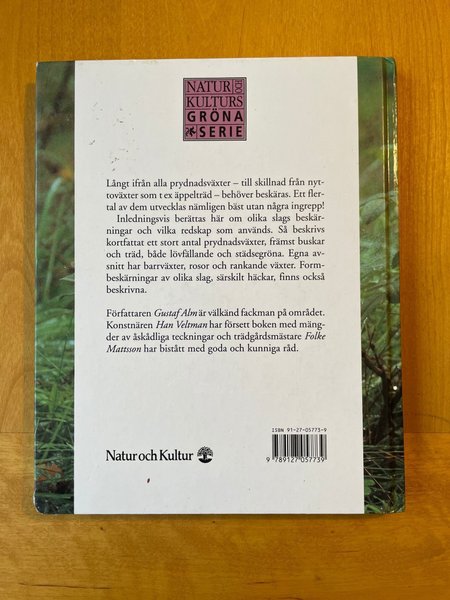 NATUR OCH
KULTURS
GRÖNA
SERIE
Långt ifrån alla prydnadsväxter – till skillnad från nyt-
toväxter som t ex äppelträd – behöver beskäras. Ett fler-
tal av dem utvecklas nämligen bäst utan några ingrepp!
Inledningsvis berättas här om olika slags beskär-
ningar och vilka redskap som används. Så beskrivs
kortfattat ett stort antal prydnadsväxter, främst buskar
och träd, både lövfällande och städsegröna. Egna av-
snitt har barrväxter, rosor och rankande växter. Form-
beskärningar av olika slag, särskilt häckar, finns också
beskrivna.
Författaren Gustaf Alm är välkänd fackman på området.
Konstnären Han Veltman har försett boken med mäng-
der av åskådliga teckningar och trädgårdsmästare Folke
Mattsson har bistått med goda och kunniga råd.
ISBN 91-27-05773-9
Natur och Kultur
9 789127 057739